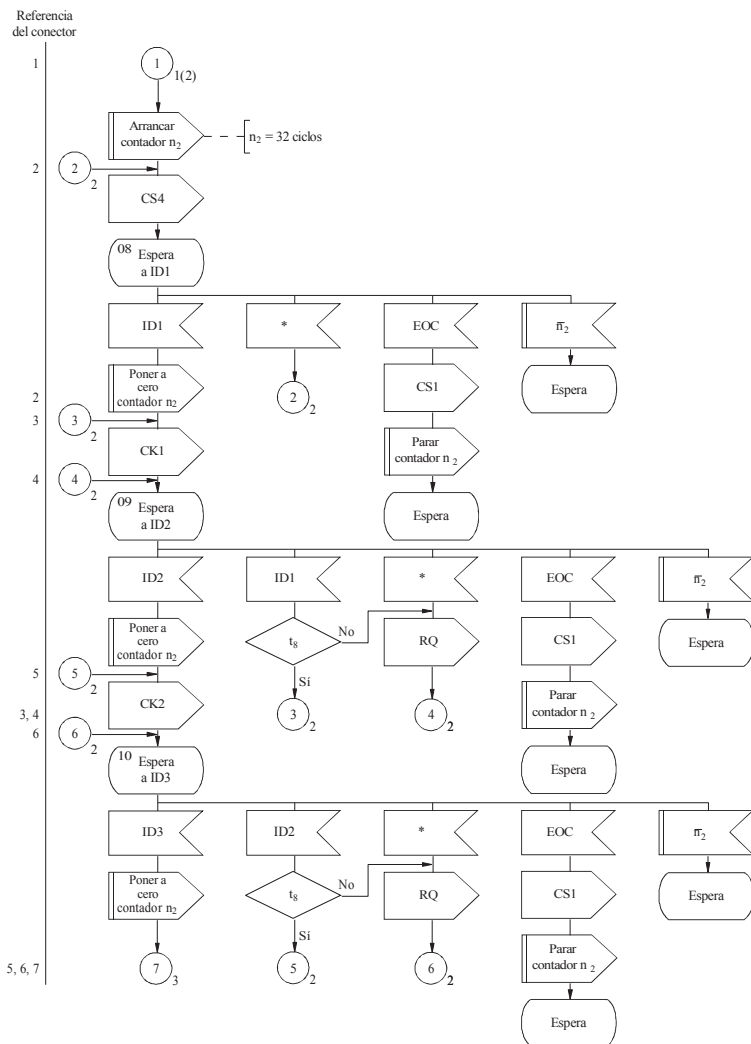 Referencia
del conector
1
1
1(2)
Arrancar
contador n2
n2 = 32 ciclos
2
2
2
CS4
08 Espera
a ID1
ID1
*
EOC
n2
Poner a
cero
contador n2
2
2
CS1
Espera
2
3
3
2
CK1
Parar
contador n 2
4
4
2
09 Espera
a ID2
Espera
ID2
ID1
*
EOC
n2
Poner a
cero
contador n2
t8
No
RQ
CS1
Espera
5
5
2
Sí
CK2
3
2
4
2
Parar
contador n 2
3, 4
6
6
2
10 Espera
a ID3
Espera
ID3
ID2
*
EOC
n2
Poner a
cero
contador n2
t8
No
RQ
CS1
Espera
Sí
5, 6, 7
7
3
5
2
6
2
Parar
contador n 2
Espera